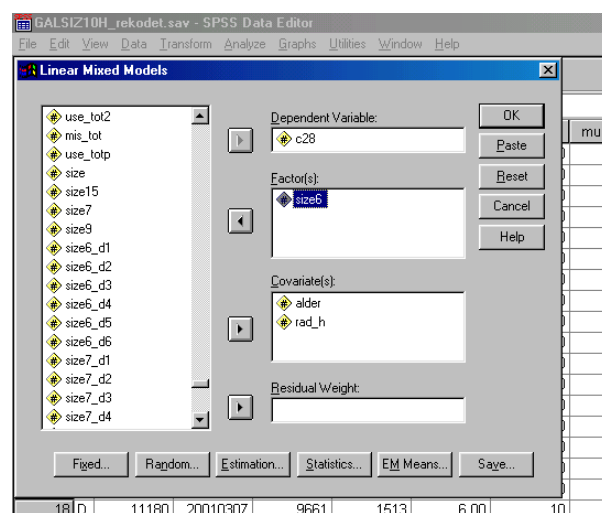 GALSIZ10H_rekodet.sav - SPSS Data Editor
File Edit View Data Transform Analyze Graphs Utilities Window Help
Linear Mixed Models
use_tot2
mis_tot
use_totp
size
size15
size7
size9
size6_d1
size6_d2
size6_d3
size6_d4
size6_d5
size6_d6
size7_d1
size7_d2
size7_d3
size7_d4
Dependent Variable:
c28
Factor(s):
size6
Covariate(s):
alder
rad_h
Residual Weight:
OK
Paste
Reset
Cancel
Help
mu
Fixed... Random... Estimation... Statistics... EM Means... Save...
18 D 11180 20010307 9661 1513 6.00 10